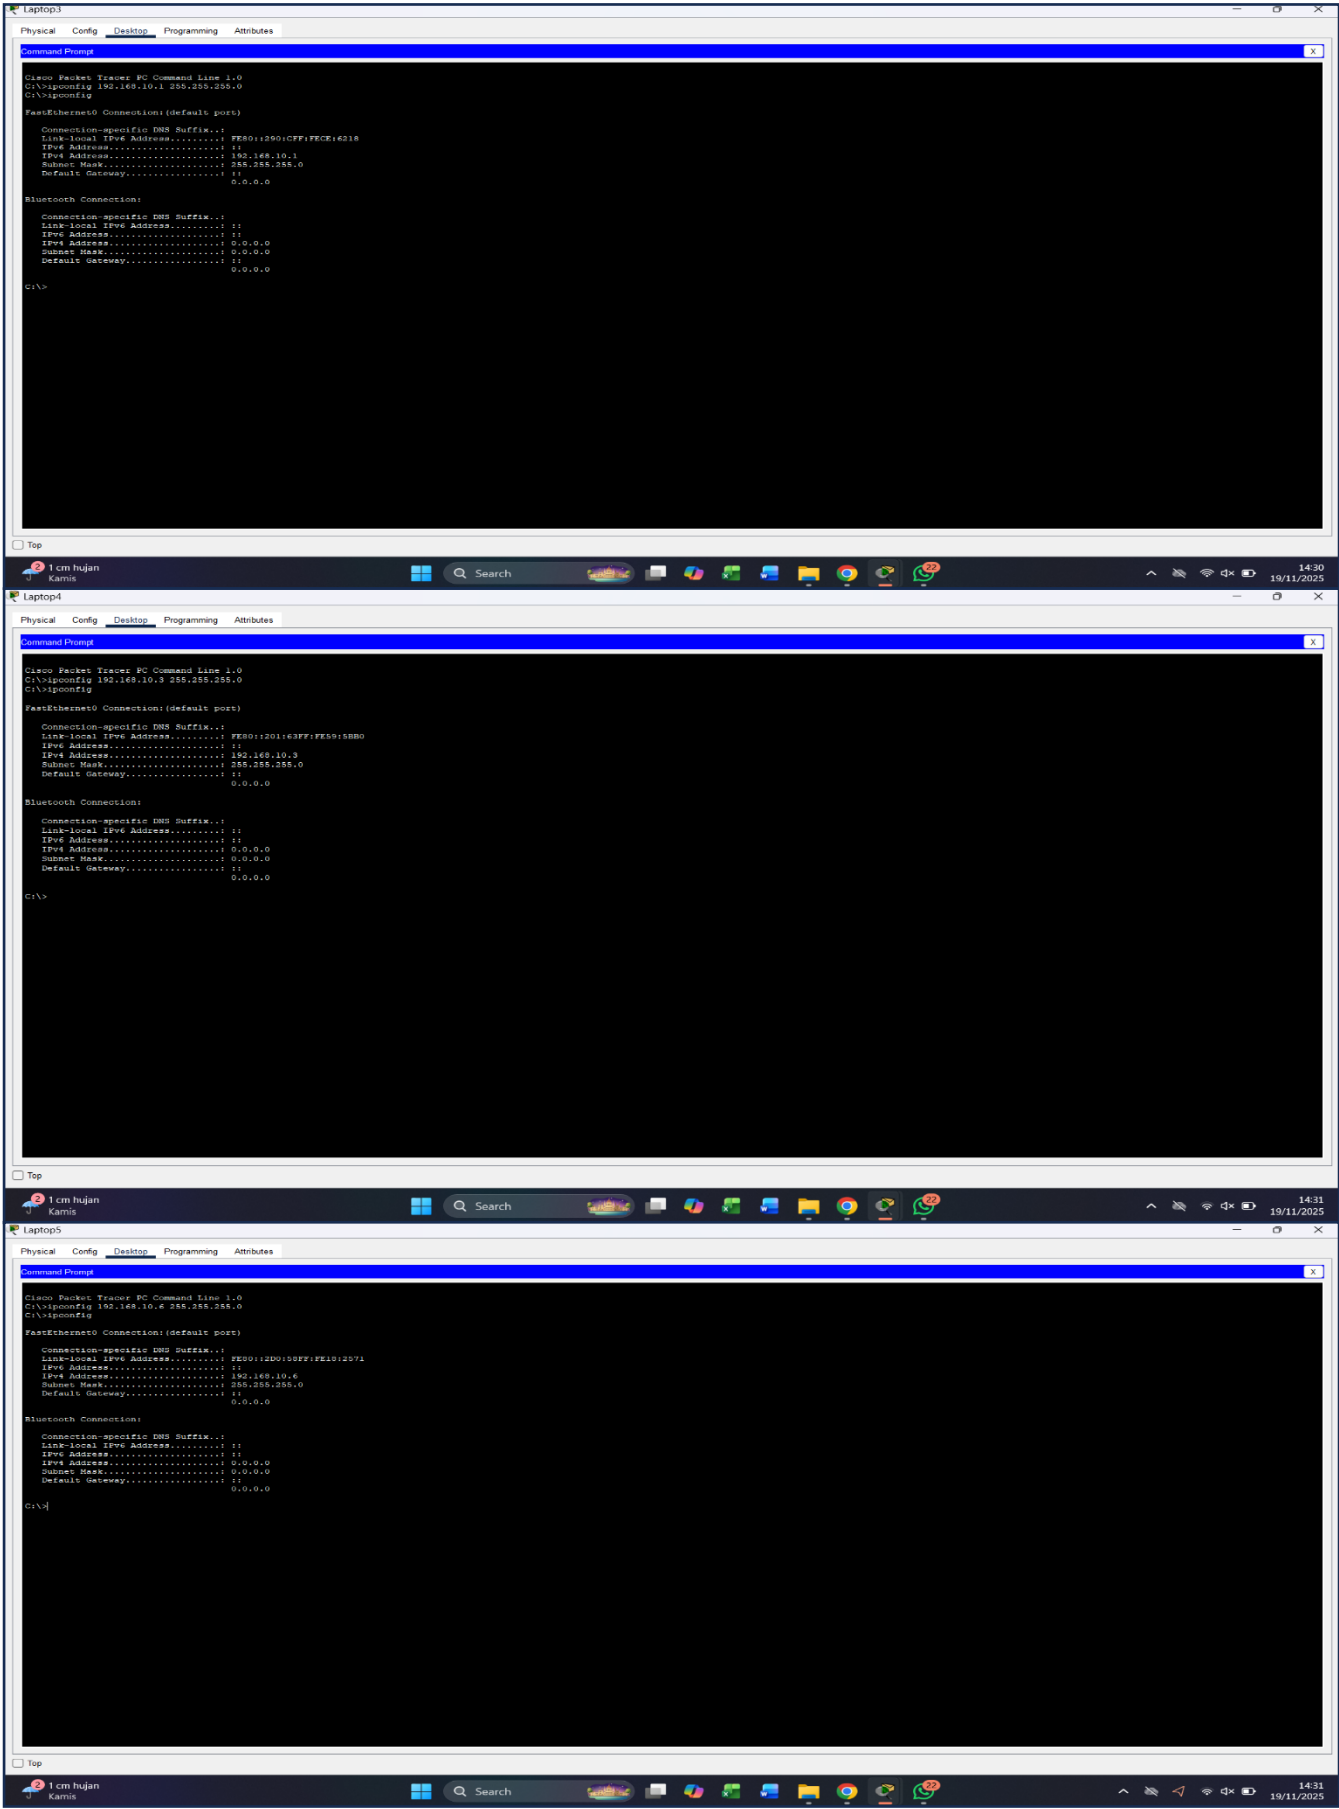 Laptop3
Physical Config Desktop Programming Attributes
Command Prompt
X
Cisco Packet Tracer PC Command Line 1.0
C:\>ipconfig 192.168.10.1 255.255.255.0
C:\>ipconfig
FastEthernet0 Connection:(default port)
Connection-specific DNS Suffix..:
Link-local IPv6 Address.........: FE80::290:CFF:FECE:6218
IPv6 Address....................: ::
IPv4 Address....................: 192.168.10.1
Subnet Mask.....................: 255.255.255.0
Default Gateway.................: ::
0.0.0.0
Bluetooth Connection:
Connection-specific DNS Suffix..:
Link-local IPv6 Address.........: ::
IPv6 Address....................: ::
IPv4 Address....................: 0.0.0.0
Subnet Mask.....................: 0.0.0.0
Default Gateway.................: ::
0.0.0.0
C:\>
Top
2 1 cm hujan
Kamis
Search
22
14:30
19/11/2025
Laptop4
Physical Config Desktop Programming Attributes
Command Prompt
X
Cisco Packet Tracer PC Command Line 1.0
C:\>ipconfig 192.168.10.3 255.255.255.0
C:\>ipconfig
FastEthernet0 Connection:(default port)
Connection-specific DNS Suffix..:
Link-local IPv6 Address.........: FE80::201:63FF:FE59:5BB0
IPv6 Address....................: ::
IPv4 Address....................: 192.168.10.3
Subnet Mask.....................: 255.255.255.0
Default Gateway.................: ::
0.0.0.0
Bluetooth Connection:
Connection-specific DNS Suffix..:
Link-local IPv6 Address.........: ::
IPv6 Address....................: ::
IPv4 Address....................: 0.0.0.0
Subnet Mask.....................: 0.0.0.0
Default Gateway.................: ::
0.0.0.0
C:\>
Top
2 1 cm hujan
Kamis
Search
22
14:31
19/11/2025
Laptop5
Physical Config Desktop Programming Attributes
Command Prompt
X
Cisco Packet Tracer PC Command Line 1.0
C:\>ipconfig 192.168.10.6 255.255.255.0
C:\>ipconfig
FastEthernet0 Connection:(default port)
Connection-specific DNS Suffix..:
Link-local IPv6 Address.........: FE80::2D0:58FF:FE18:2571
IPv6 Address....................: ::
IPv4 Address....................: 192.168.10.6
Subnet Mask.....................: 255.255.255.0
Default Gateway.................: ::
0.0.0.0
Bluetooth Connection:
Connection-specific DNS Suffix..:
Link-local IPv6 Address.........: ::
IPv6 Address....................: ::
IPv4 Address....................: 0.0.0.0
Subnet Mask.....................: 0.0.0.0
Default Gateway.................: ::
0.0.0.0
C:\>
Top
2 1 cm hujan
Kamis
Search
22
14:31
19/11/2025